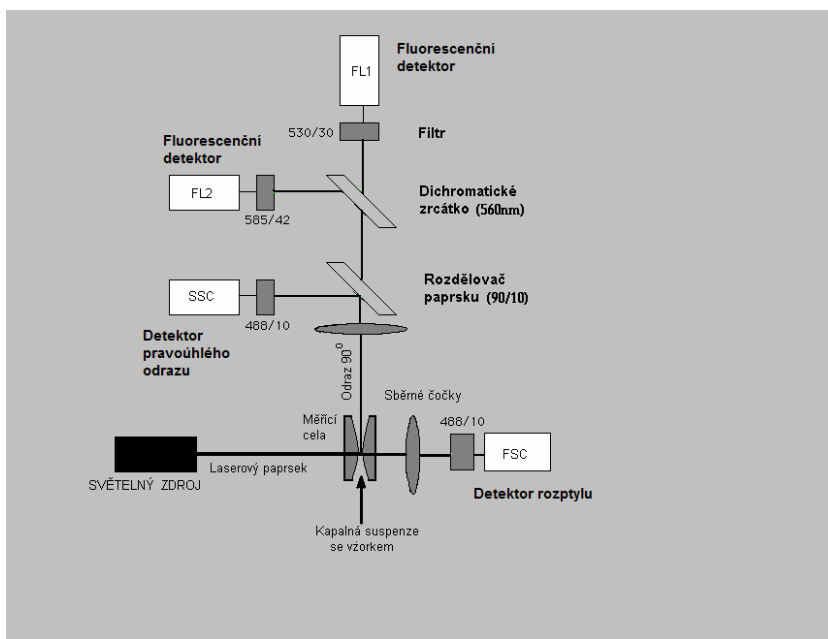 Fluorescenční
detektor
FL1
530/30
Filtr
Fluorescenční
detektor
FL2
585/42
Dichromatické
zrcátko (560nm)
SSC
488/10
Rozdělovač
paprsku (90/10)
Detektor
pravoúhlého
odrazu
Odraz 90°
Sběrné čočky
Měřící
cela
488/10
FSC
Laserový paprsek
SVĚTELNÝ ZDROJ
Detektor rozptylu
Kapalná suspenze
se vzorkem